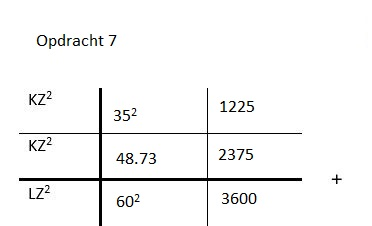 Opdracht 7
KZ² 35² 1225
KZ² 48.73 2375
+
LZ² 60² 3600